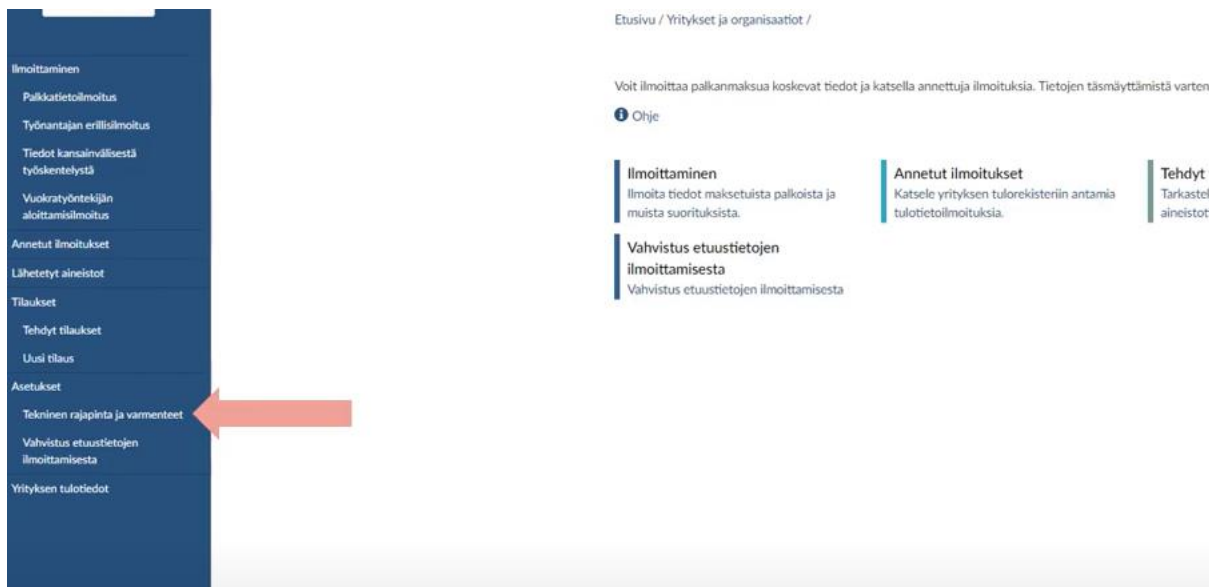 Ilmoittaminen
Palkkatietoilmoitus
Työnantajan erillisilmoitus
Tiedot kansainvälisestä
työskentelystä
Vuokratyöntekijän
aloittamisilmoitus
Annetut ilmoitukset
Lähetetyt aineistot
Tilaukset
Tehdyt tilaukset
Uusi tilaus
Asetukset
Tekninen rajapinta ja varmenteet
Vahvistus etuustietojen
ilmoittamisesta
Yrityksen tulotiedot
Etusivu / Yritykset ja organisaatiot /
Voit ilmoittaa palkanmaksua koskevat tiedot ja katsella annettuja ilmoituksia. Tietojen täsmäyttämistä varten
Ohje
Ilmoittaminen
Ilmoita tiedot maksetuista palkoista ja
muista suorituksista.
Annetut ilmoitukset
Katsele yrityksen tulorekisteriin antamia
tulotietoilmoituksia.
Tehdyt
Tarkastel
aineistot
Vahvistus etuustietojen
ilmoittamisesta
Vahvistus etuustietojen ilmoittamisesta